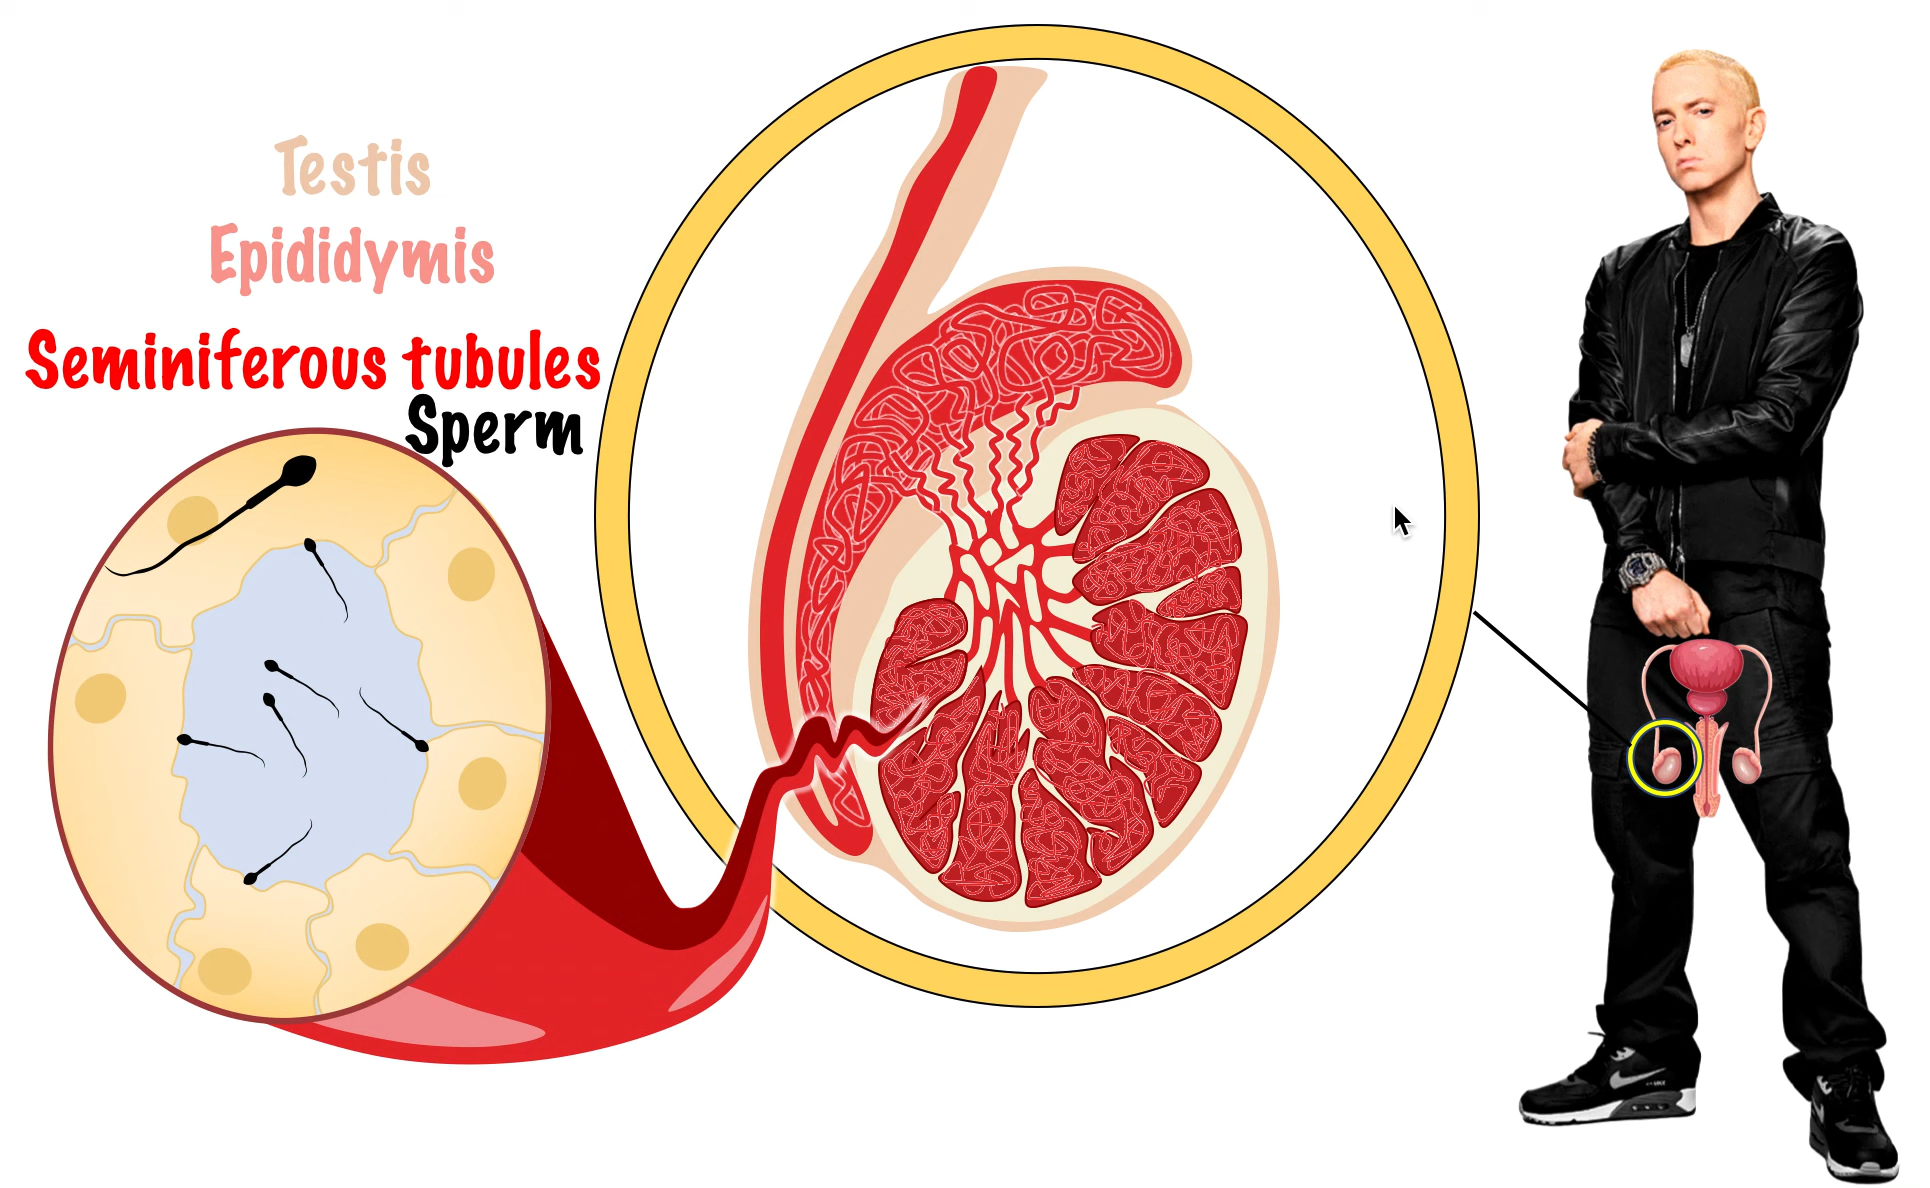 Testis
Epididymis
Seminiferous tubules
Sperm